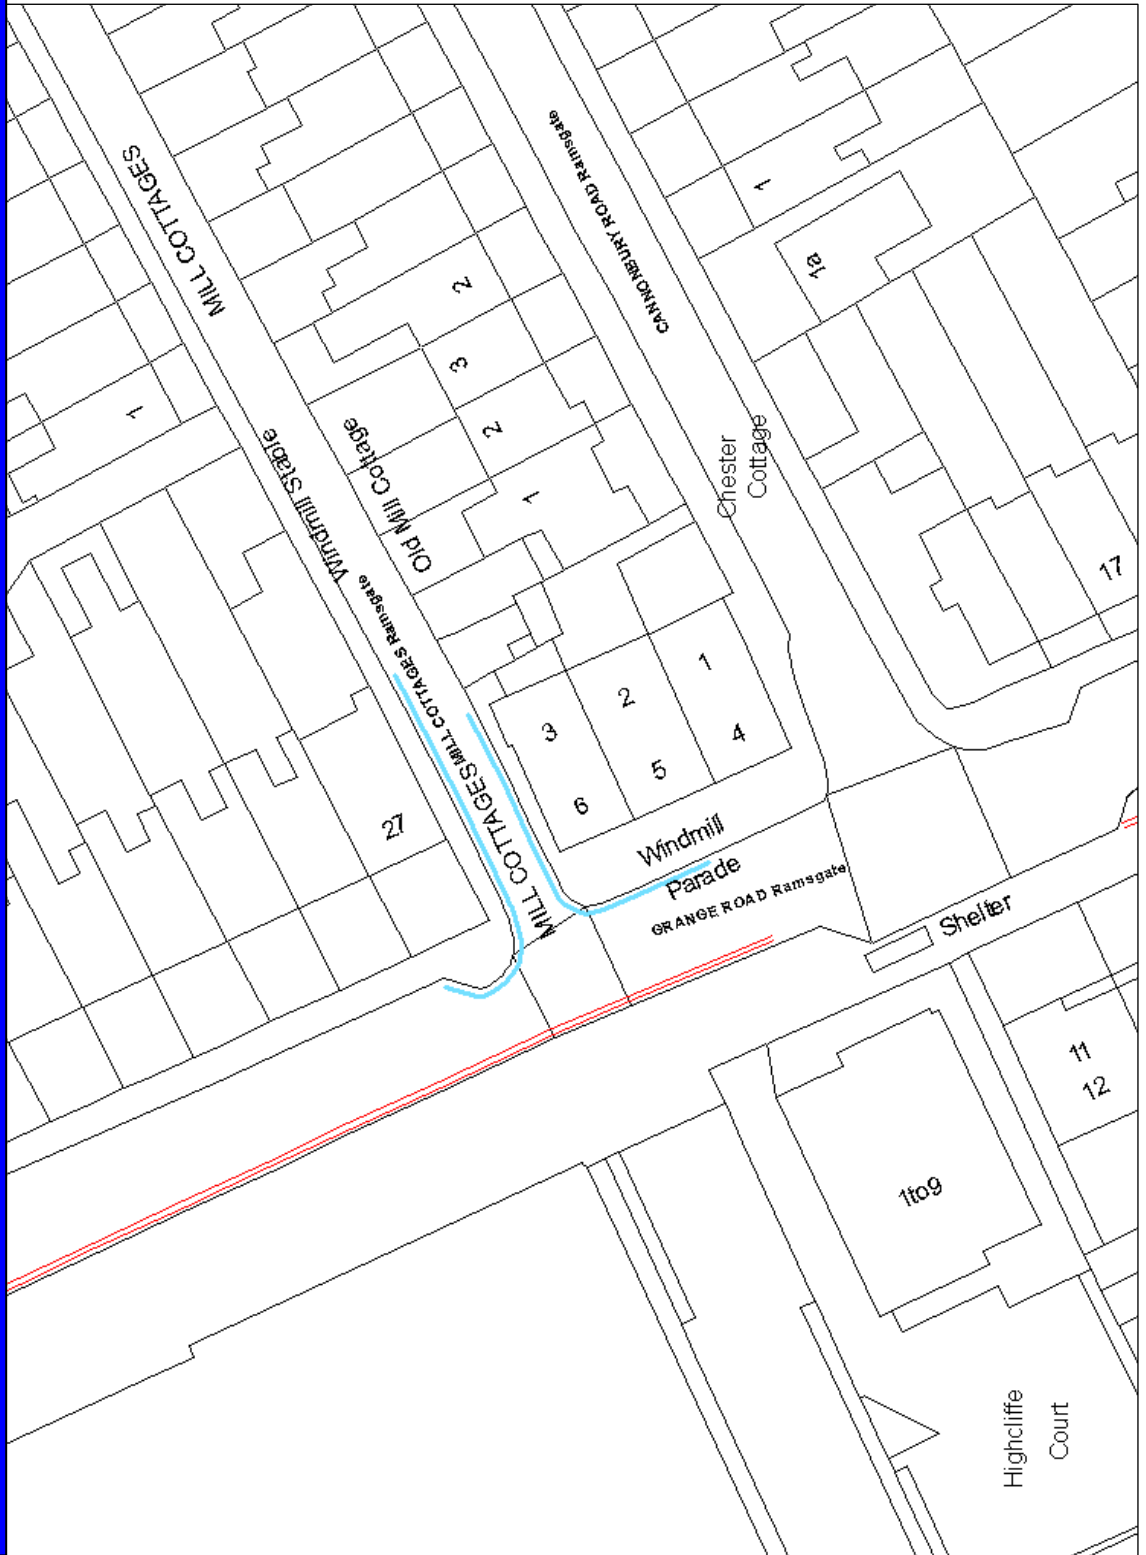 MILL COTTAGES
CANNONBURY ROAD Ramsgate
1
1a
2
3
2
1
1
Windmill Stable
Old Mill Cottage
Chester
Cottage
17
MILL COTTAGES Ramsgate
MILL COTTAGES
MILL COTTAGES
1
2
3
4
5
6
27
Windmill
Parade
GRANGE ROAD Ramsgate
Shelter
11
12
1to9
Highcliffe
Court